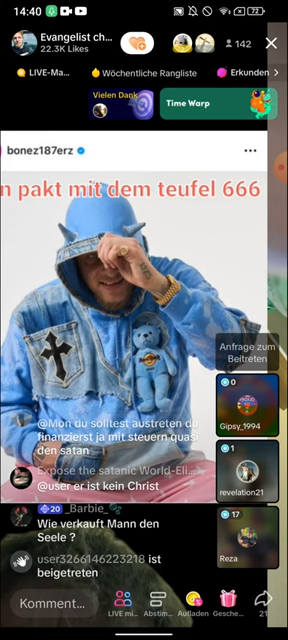 14:40
72
Evangelist ch...
22.3K Likes
142
LIVE-Ma...
Wöchentliche Rangliste
Erkunden
Vielen Dank
Time Warp
bonez187erz
n pakt mit dem teufel 666
Anfrage zum
Beitreten
0
Gipsy_1994
1
revelation21
17
Reza
@Mon du solltest austreten du
finanzierst ja mit steuern quasi
den satan
Expose the satanic World-Eli...
@user er ist kein Christ
20 _Barbie_
Wie verkauft Mann den
Seele ?
user3266146223218 ist
beigetreten
Komment...
LIVE mi...
Abstim...
Aufladen
Gesche...
21